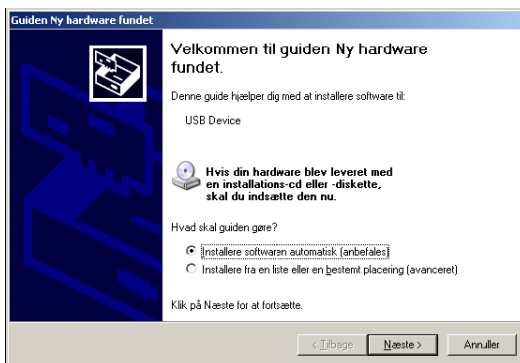 Guiden Ny hardware fundet
Velkommen til guiden Ny hardware
fundet.
Denne guide hjælper dig med at installere software til:
USB Device
Hvis din hardware blev leveret med
en installations-cd eller -diskette,
skal du indsætte den nu.
Hvad skal guiden gøre?
Installere softwaren automatisk (anbefales)
Installere fra en liste eller en bestemt placering (avanceret)
Klik på Næste for at fortsætte.
< Tilbage Næste > Annuller